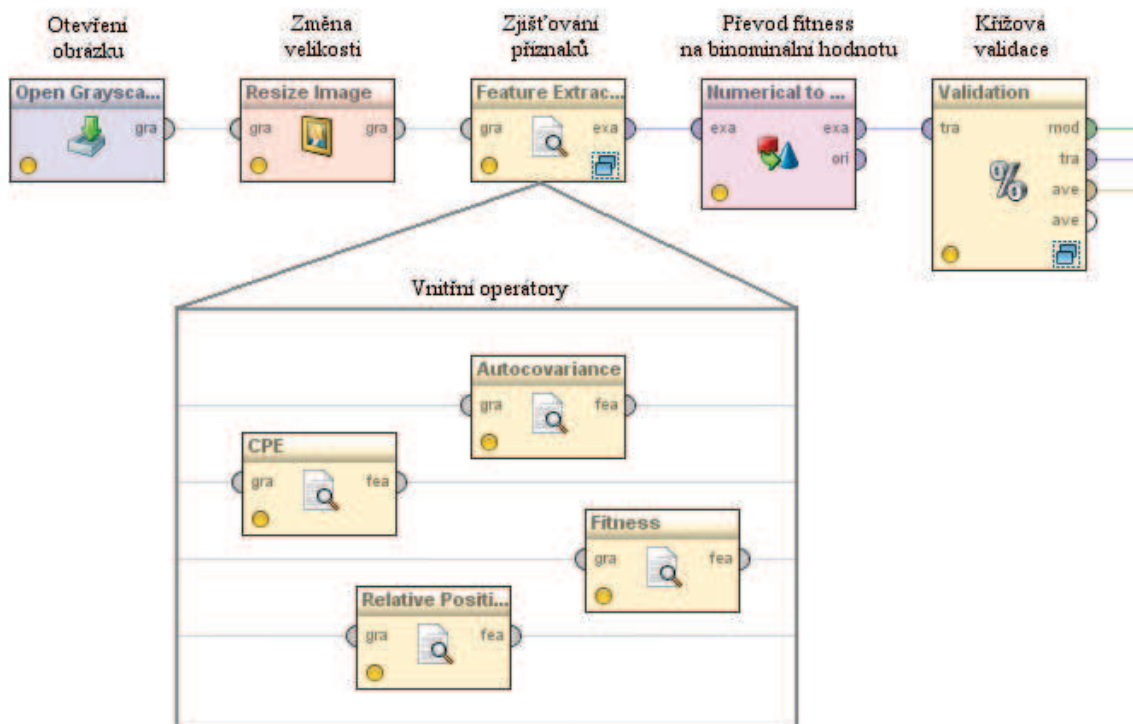 Otevření
obrázku
Změna
velikosti
Zjišťování
příznaků
Převod fitness
na binominální hodnotu
Křížová
validace
Open Graysca...
gra
Resize Image
gra gra
Feature Extrac...
gra exa
Numerical to ...
exa exa
ori
Validation
tra mod
tra
ave
ave
%
Vnitřní operátory
Autocovariance
gra fea
CPE
gra fea
Fitness
gra fea
Relative Positi...
gra fea